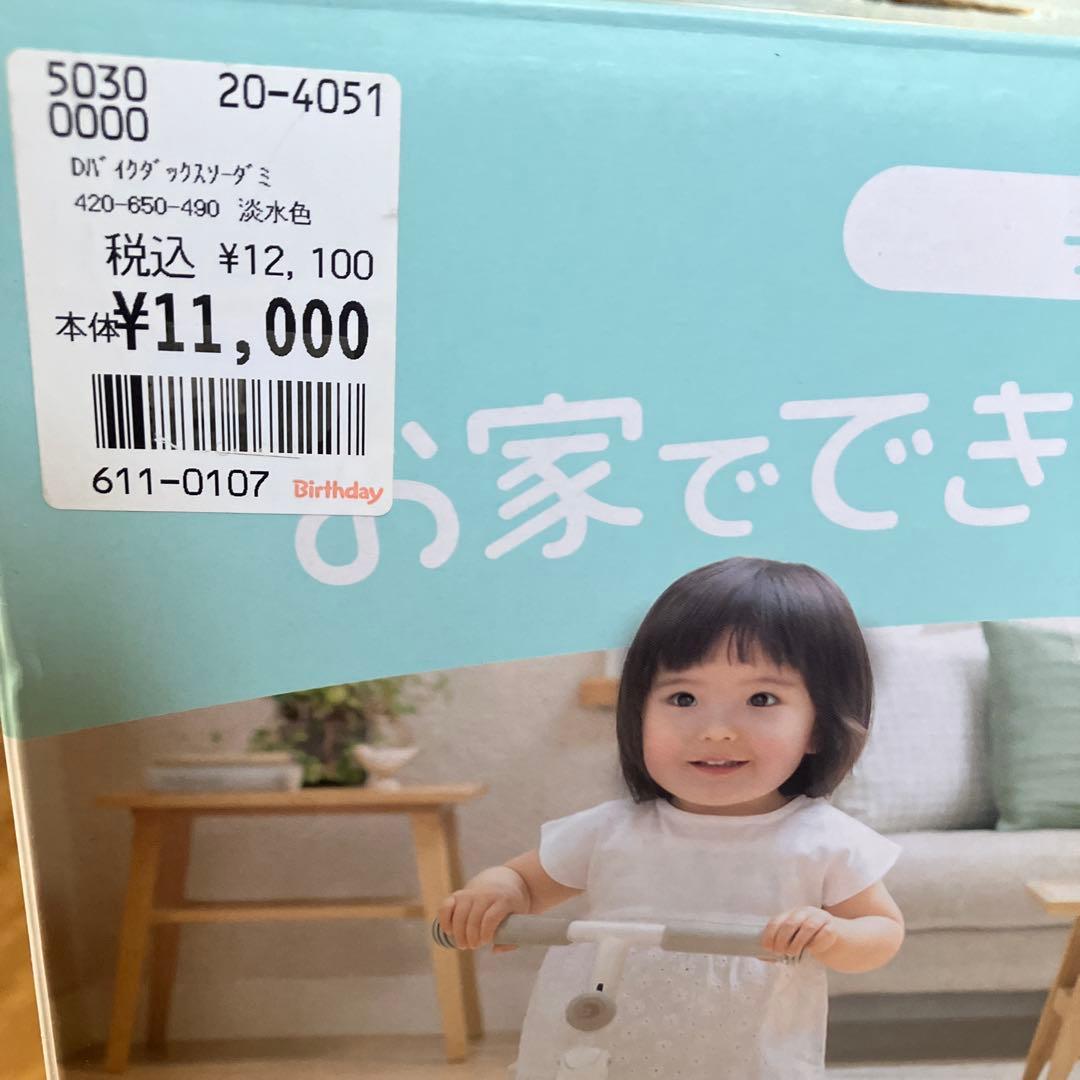 5030
0000
20-4051
Dバイクダックスソーダミ
420-650-490 淡水色
税込 ¥12,100
本体¥11,000
611-0107 Birthday
お家ででき